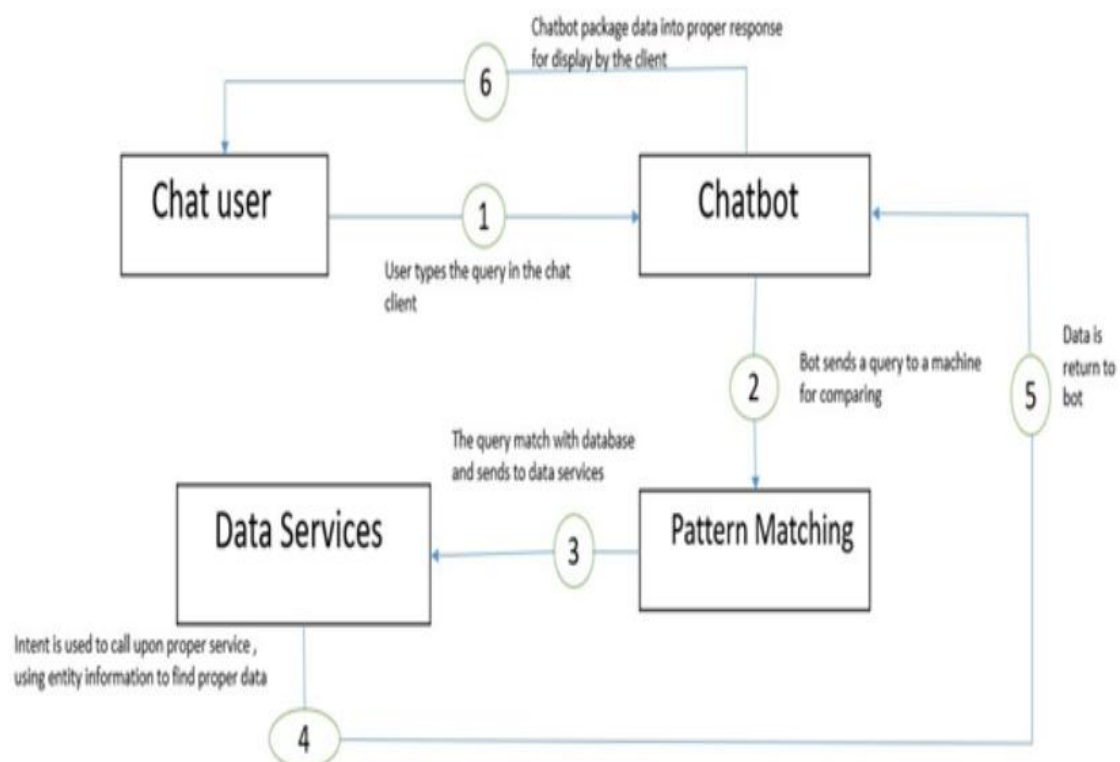 Chatbot package data into proper response
for display by the client
6
Chat user
Chatbot
1
User types the query in the chat
client
2
Bot sends a query to a machine
for comparing
Data is
return to
bot
5
The query match with database
and sends to data services
Data Services
3
Pattern Matching
Intent is used to call upon proper service ,
using entity information to find proper data
4